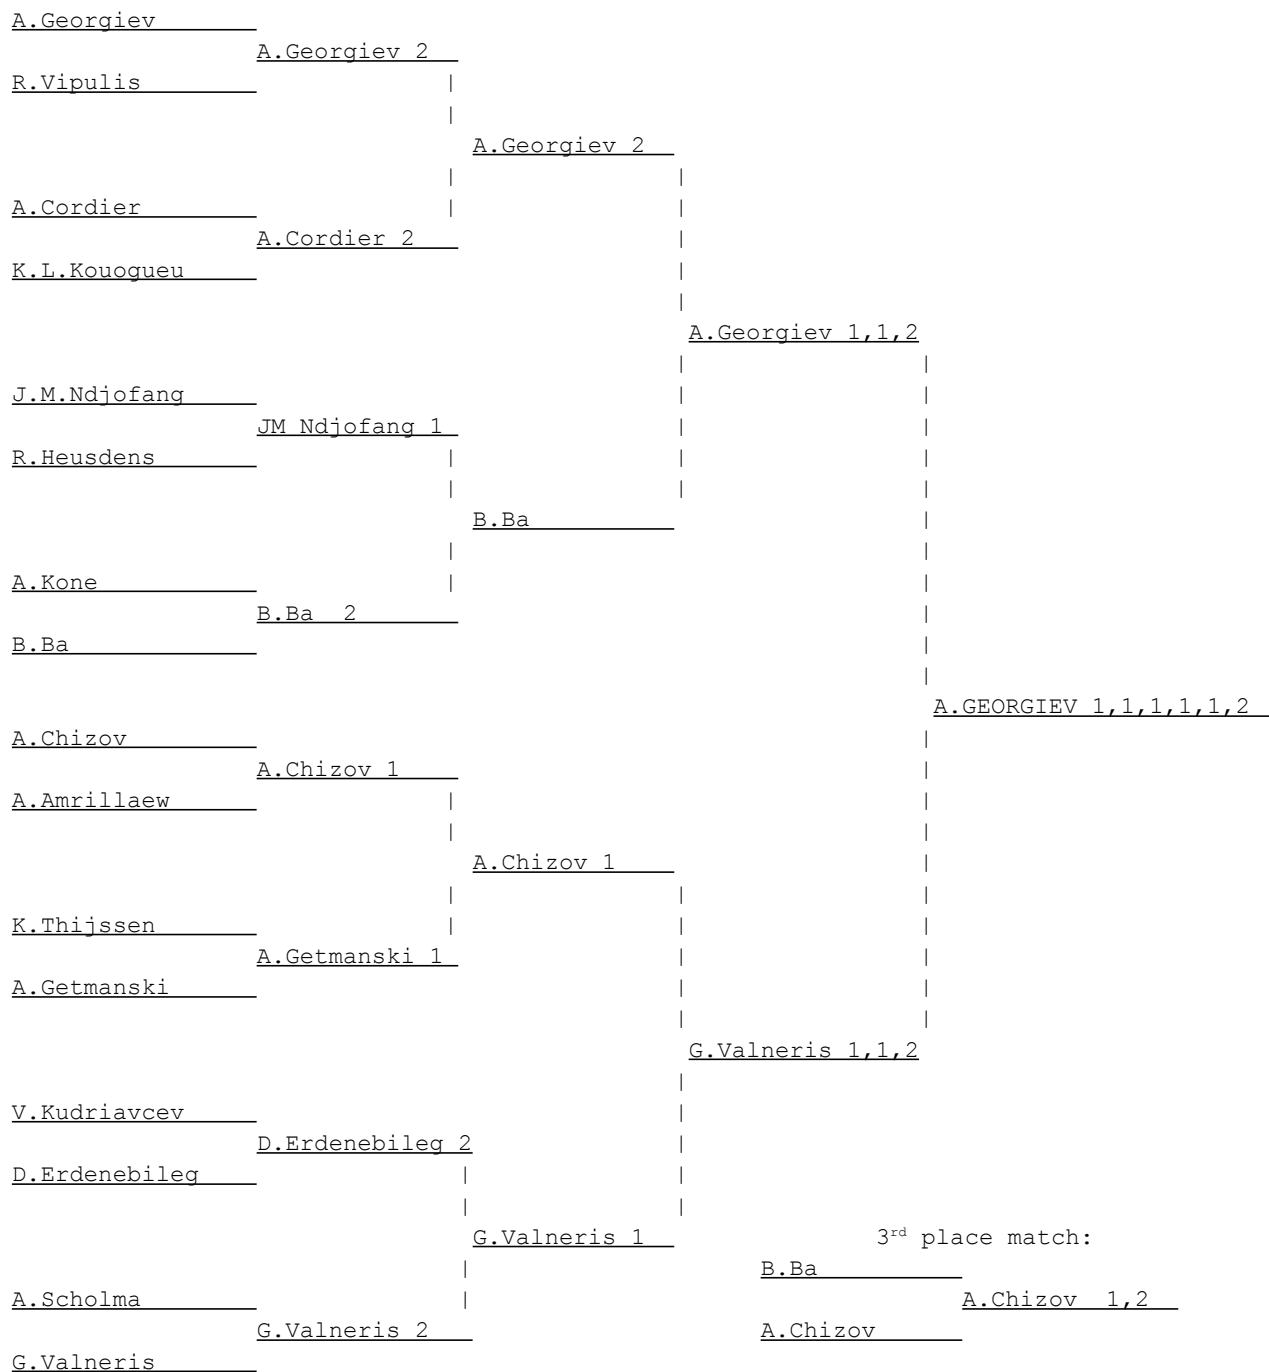 A.Georgiev
A.Georgiev 2
R.Vipulis
A.Georgiev 2
A.Cordier
A.Cordier 2
K.L.Kouogueu
A.Georgiev 1,1,2
J.M.Ndjofang
JM Ndjofang 1
R.Heusdens
B.Ba
A.Kone
B.Ba 2
B.Ba
A.GEORGIEV 1,1,1,1,1,2
A.Chizov
A.Chizov 1
A.Amrillaew
A.Chizov 1
K.Thijssen
A.Getmanski 1
A.Getmanski
G.Valneris 1,1,2
V.Kudriavcev
D.Erdenebileg 2
D.Erdenebileg
G.Valneris 1 3rd place match:
B.Ba
A.Scholma A.Chizov 1,2
G.Valneris 2 A.Chizov
G.Valneris